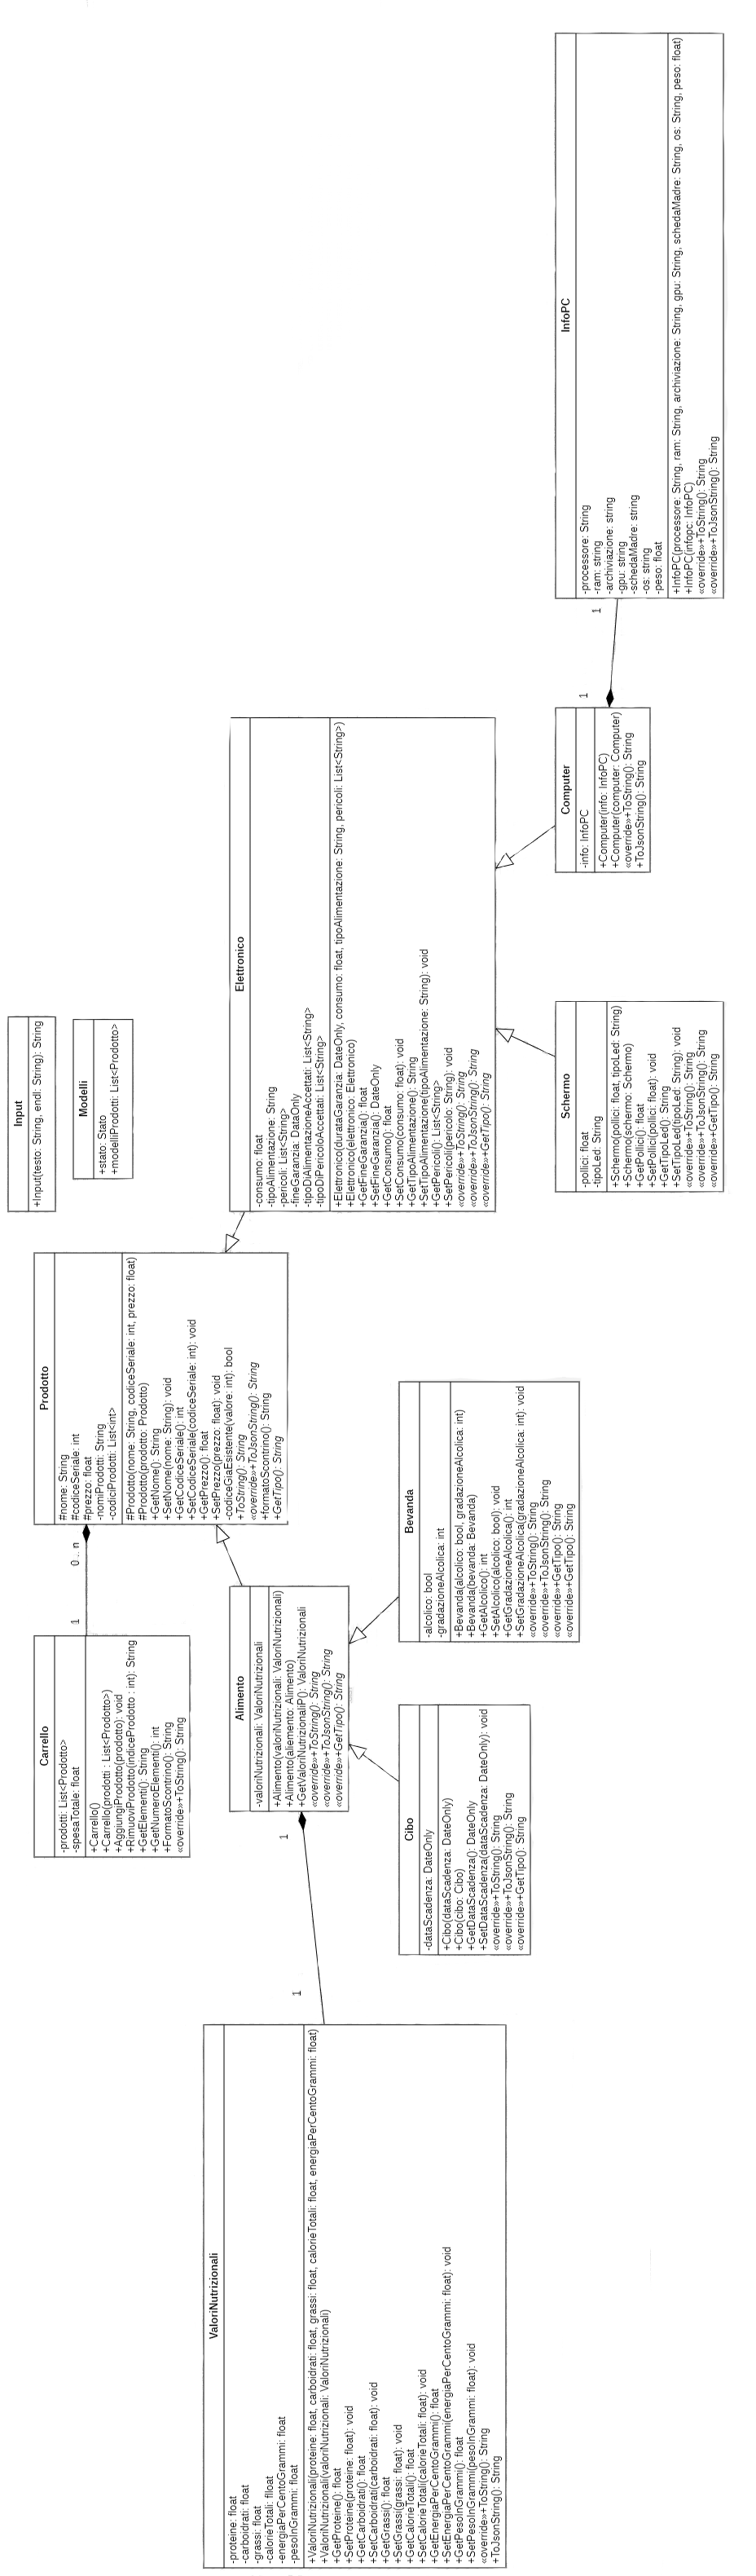 Input
+Input(testo: String, endl: String): String
Modelli
+stato: Stato
+modelliProdotti: List<Prodotto>
Carrello
-prodotti: List<Prodotto>
-spesaTotale: float
+Carrello()
+Carrello(prodotti : List<Prodotto>)
+AggiungiProdotto(prodotto): void
+RimuoviProdotto(indiceProdotto : int): String
+GetElementi(): String
+GetNumeroElementi(): int
+FormatoScontrino(): String
«override»+ToString(): String
1
0…n
Prodotto
#nome: String
#codiceSeriale: int
#prezzo: float
-nomiProdotti: String
-codiciProdotti: List<int>
#Prodotto(nome: String, codiceSeriale: int, prezzo: float)
#Prodotto(prodotto: Prodotto)
+GetNome(): String
+SetNome(nome: String): void
+GetCodiceSeriale(): int
+SetCodiceSeriale(codiceSeriale: int): void
+GetPrezzo(): float
+SetPrezzo(prezzo: float): void
-codiceGiaEsistente(valore: int): bool
+ToString(): String
«override»+ToJsonString(): String
+formatoScontrino(): String
+GetTipo(): String
ValoriNutrizionali
-proteine: float
-carboidrati: float
-grassi: float
-calorieTotali: flloat
-energiaPerCentoGrammi: float
-pesoInGrammi: float
+ValoriNutrizionali(proteine: float, carboidrati: float, grassi: float, calorieTotali: float, energiaPerCentoGrammi: float)
+ValoriNutrizionali(valoriNutrizionali: ValoriNutrizionali)
+GetProteine(): float
+SetProteine(proteine: float): void
+GetCarboidrati(): float
+SetCarboidrati(carboidrati: float): void
+GetGrassi(): float
+SetGrassi(grassi: float): void
+GetCalorieTotali(): float
+SetCalorieTotali(calorieTotali: float): void
+GetEnergiaPerCentoGrammi(): float
+SetEnergiaPerCentoGrammi(energiaPerCentoGrammi: float): void
+GetPesoInGrammi(): float
+SetPesoInGrammi(pesoInGrammi: float): void
«override»+ToString(): String
+ToJsonString(): String
1
1
Alimento
-valoriNutrizionali: ValoriNutrizionali
+Alimento(valoriNutrizionali: ValoriNutrizionali)
+Alimento(aliemento: Alimento)
+GetValoriNutrizionaliP(): ValoriNutrizionali
«override»+ToString(): String
«override»+ToJsonString(): String
«override»+GetTipo(): String
Elettronico
-consumo: float
-tipoAlimentazione: String
-pericoli: List<String>
-fineGaranzia: DataOnly
-tipoDiAlimentazioneAccettati: List<String>
-tipoDiPericoloAccettati: List<String>
+Elettronico(durataGaranzia: DateOnly, consumo: float, tipoAlimentazione: String, pericoli: List<String>)
+Elettronico(elettronico: Elettronico)
+GetFineGaranzia(): float
+SetFineGaranzia(): DateOnly
+GetConsumo(): float
+SetConsumo(consumo: float): void
+GetTipoAlimentazione(): String
+SetTipoAlimentazione(tipoAlimentazione: String): void
+GetPericoli(): List<String>
+SetPericoli(pericolo: String): void
«override»+ToString(): String
«override»+ToJsonString(): String
«override»+GetTipo(): String
Cibo
-dataScadenza: DateOnly
+Cibo(dataScadenza: DateOnly)
+Cibo(cibo: Cibo)
+GetDataScadenza(): DateOnly
+SetDataScadenza(dataScadenza: DateOnly): void
«override»+ToString(): String
«override»+ToJsonString(): String
«override»+GetTipo(): String
Bevanda
-alcolico: bool
-gradazioneAlcolica: int
+Bevanda(alcolico: bool, gradazioneAlcolica: int)
+Bevanda(bevanda: Bevanda)
+GetAlcolico(): int
+SetAlcolico(alcolico: bool): void
+GetGradazioneAlcolica(): int
+SetGradazioneAlcolica(gradazioneAlcolica: int): void
«override»+ToString(): String
«override»+ToJsonString(): String
«override»+GetTipo(): String
«override»+GetTipo(): String
Schermo
-pollici: float
-tipoLed: String
+Schermo(pollici: float, tipoLed: String)
+Schermo(schermo: Schermo)
+GetPollici(): float
+SetPollici(pollici: float): void
+GetTipoLed(): String
+SetTipoLed(tipoLed: String): void
«override»+ToString(): String
«override»+ToJsonString(): String
«override»+GetTipo(): String
Computer
-info: InfoPC
+Computer(info: InfoPC)
+Computer(computer: Computer)
«override»+ToString(): String
+ToJsonString(): String
1
1
InfoPC
-processore: String
-ram: string
-archiviazione: string
-gpu: string
-schedaMadre: string
-os: string
-peso: float
+InfoPC(processore: String, ram: String, archiviazione: String, gpu: String, schedaMadre: String, os: String, peso: float)
+InfoPC(infopc: InfoPC)
«override»+ToString(): String
«override»+ToJsonString(): String